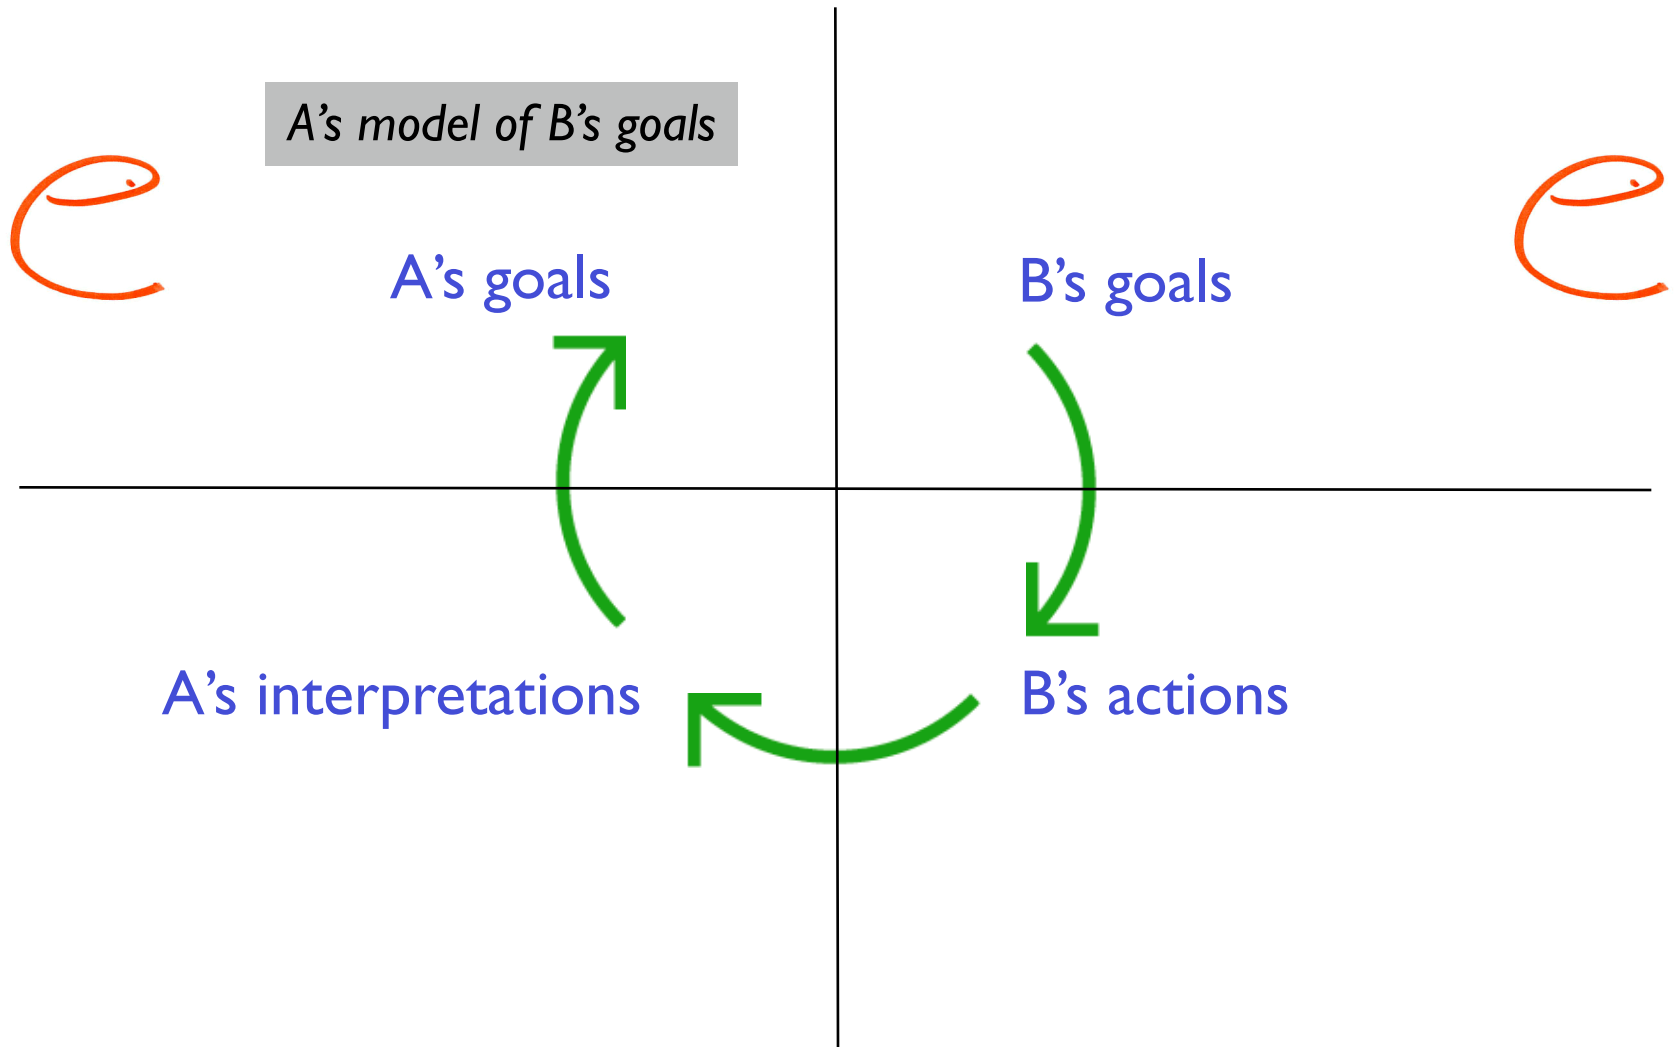 A’s model of B’s goals
e
e
A’s goals
B’s goals
A’s interpretations
B’s actions